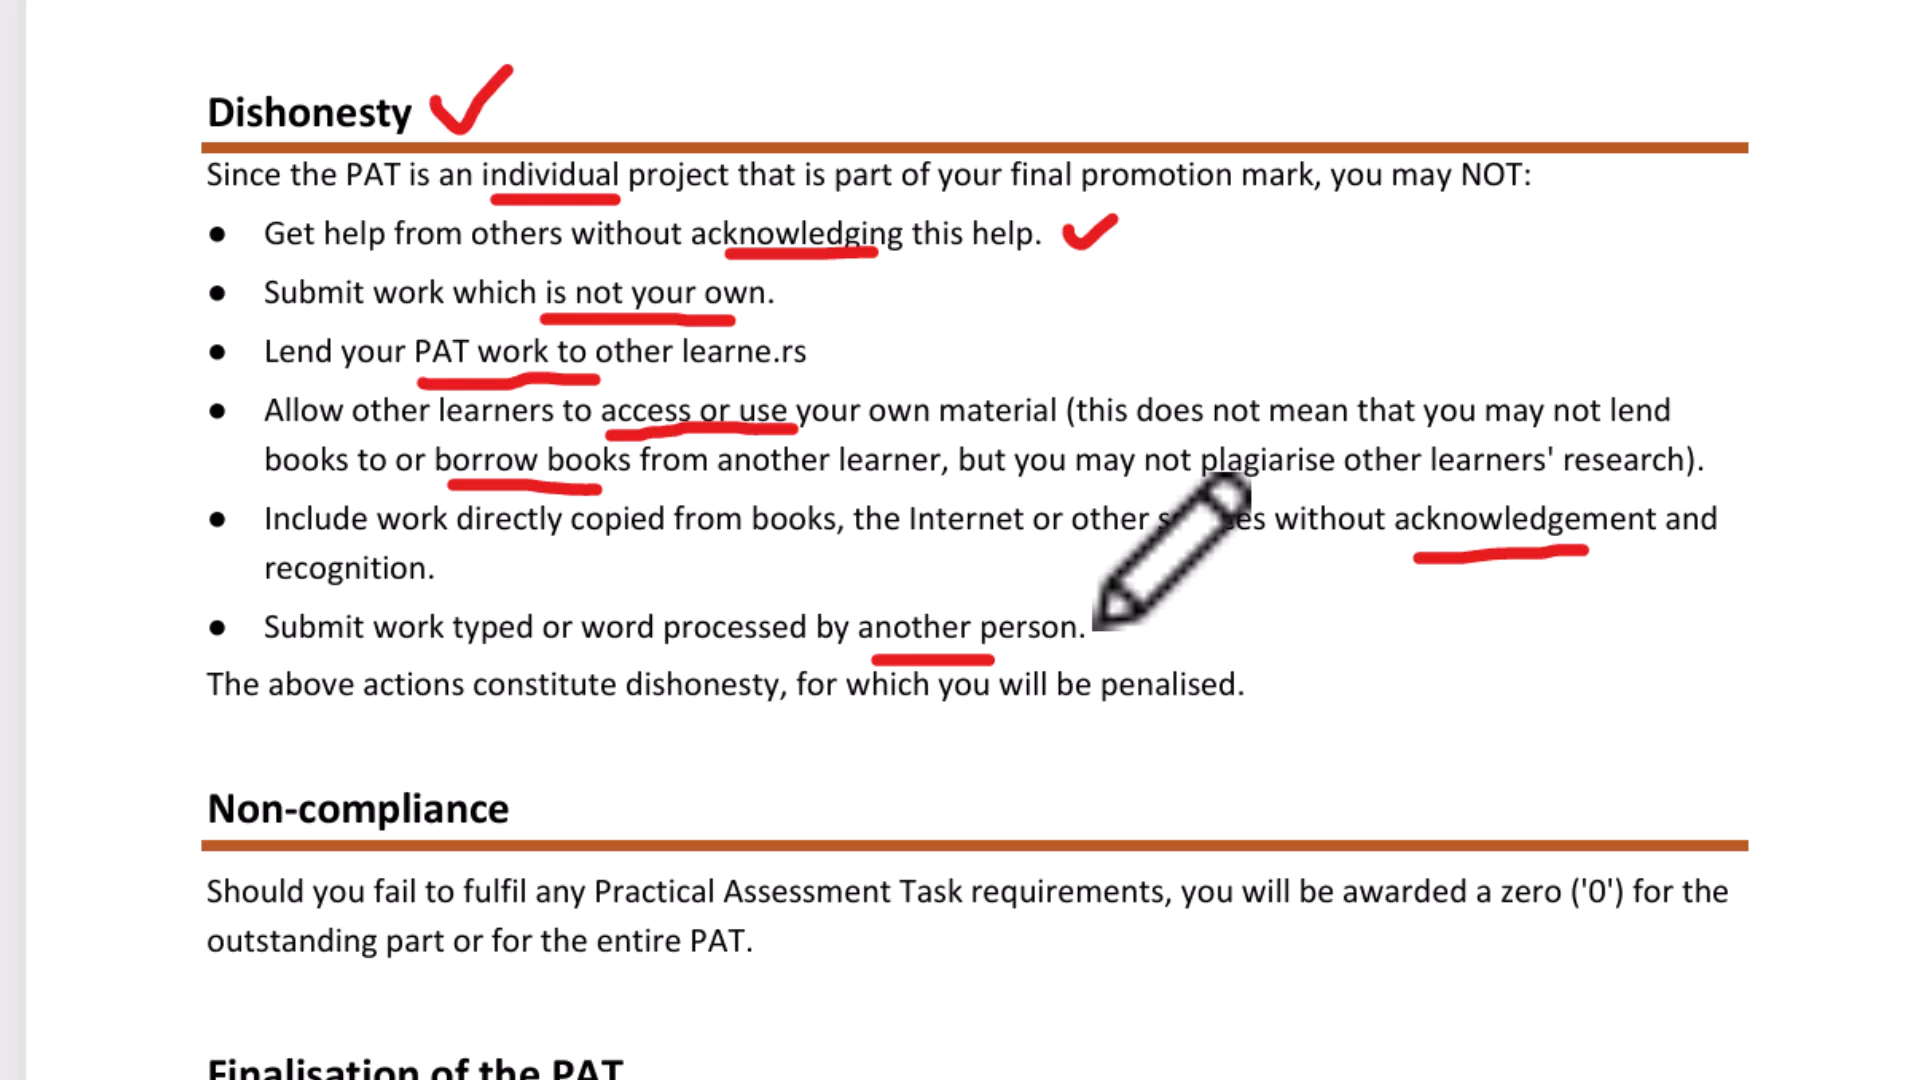 Dishonesty
Since the PAT is an individual project that is part of your final promotion mark, you may NOT:
● Get help from others without acknowledging this help.
● Submit work which is not your own.
● Lend your PAT work to other learne.rs
● Allow other learners to access or use your own material (this does not mean that you may not lend
books to or borrow books from another learner, but you may not plagiarise other learners' research).
● Include work directly copied from books, the Internet or other without acknowledgement and
recognition.
● Submit work typed or word processed by another person.
The above actions constitute dishonesty, for which you will be penalised.
Non-compliance
Should you fail to fulfil any Practical Assessment Task requirements, you will be awarded a zero ('0') for the
outstanding part or for the entire PAT.
Finalisation of the PAT